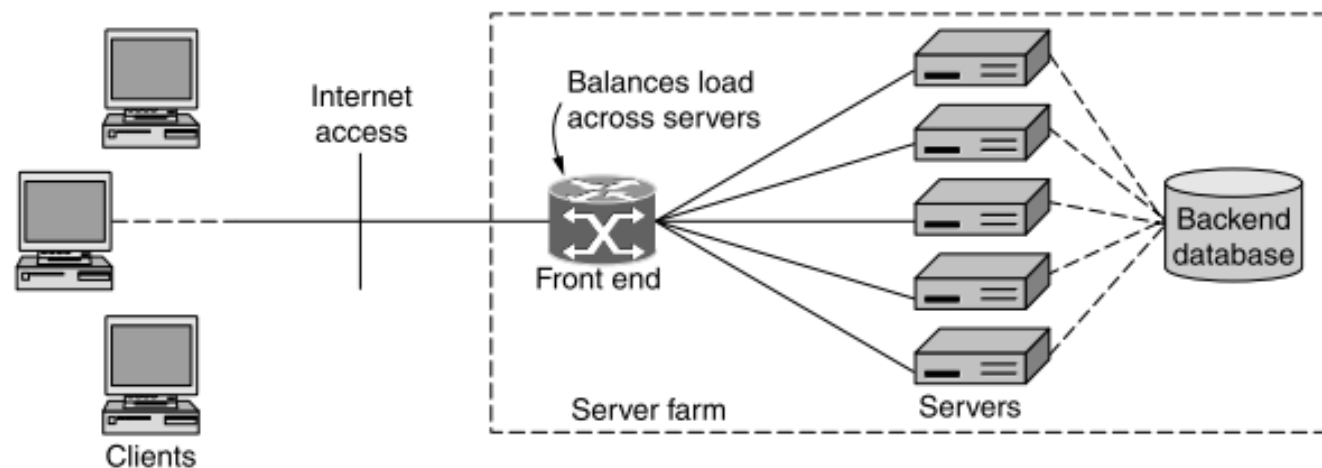 Internet
access
Balances load
across servers
Front end
Backend
database
Server farm
Servers
Clients